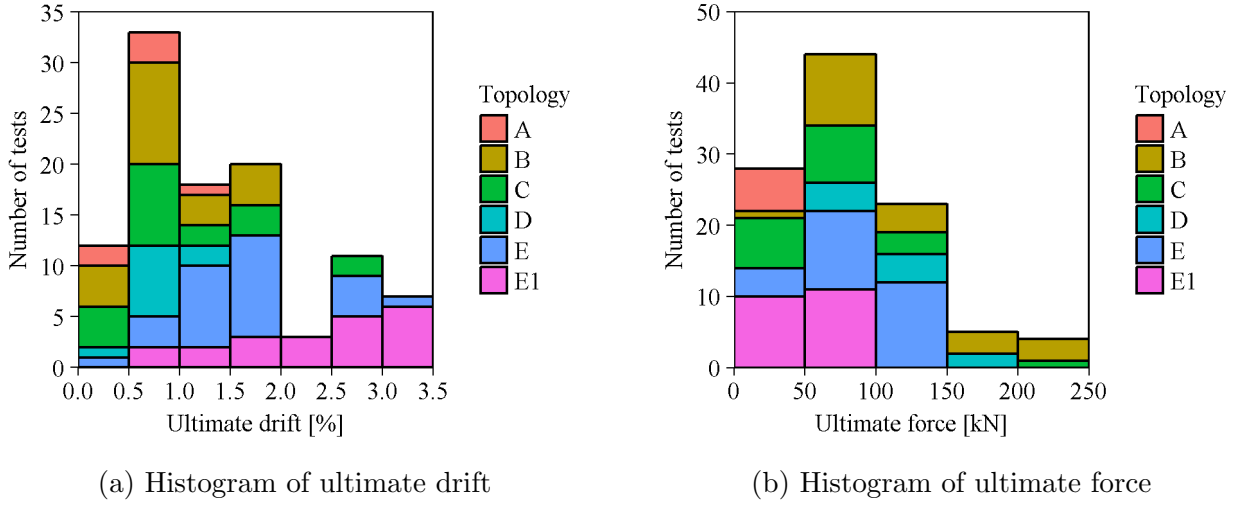 35
30
25
20
15
10
5
0
Number of tests
0.0 0.5 1.0 1.5 2.0 2.5 3.0 3.5
Ultimate drift [%]
Topology
A
B
C
D
E
E1
(a) Histogram of ultimate drift
50
40
30
20
10
0
Number of tests
0 50 100 150 200 250
Ultimate force [kN]
Topology
A
B
C
D
E
E1
(b) Histogram of ultimate force